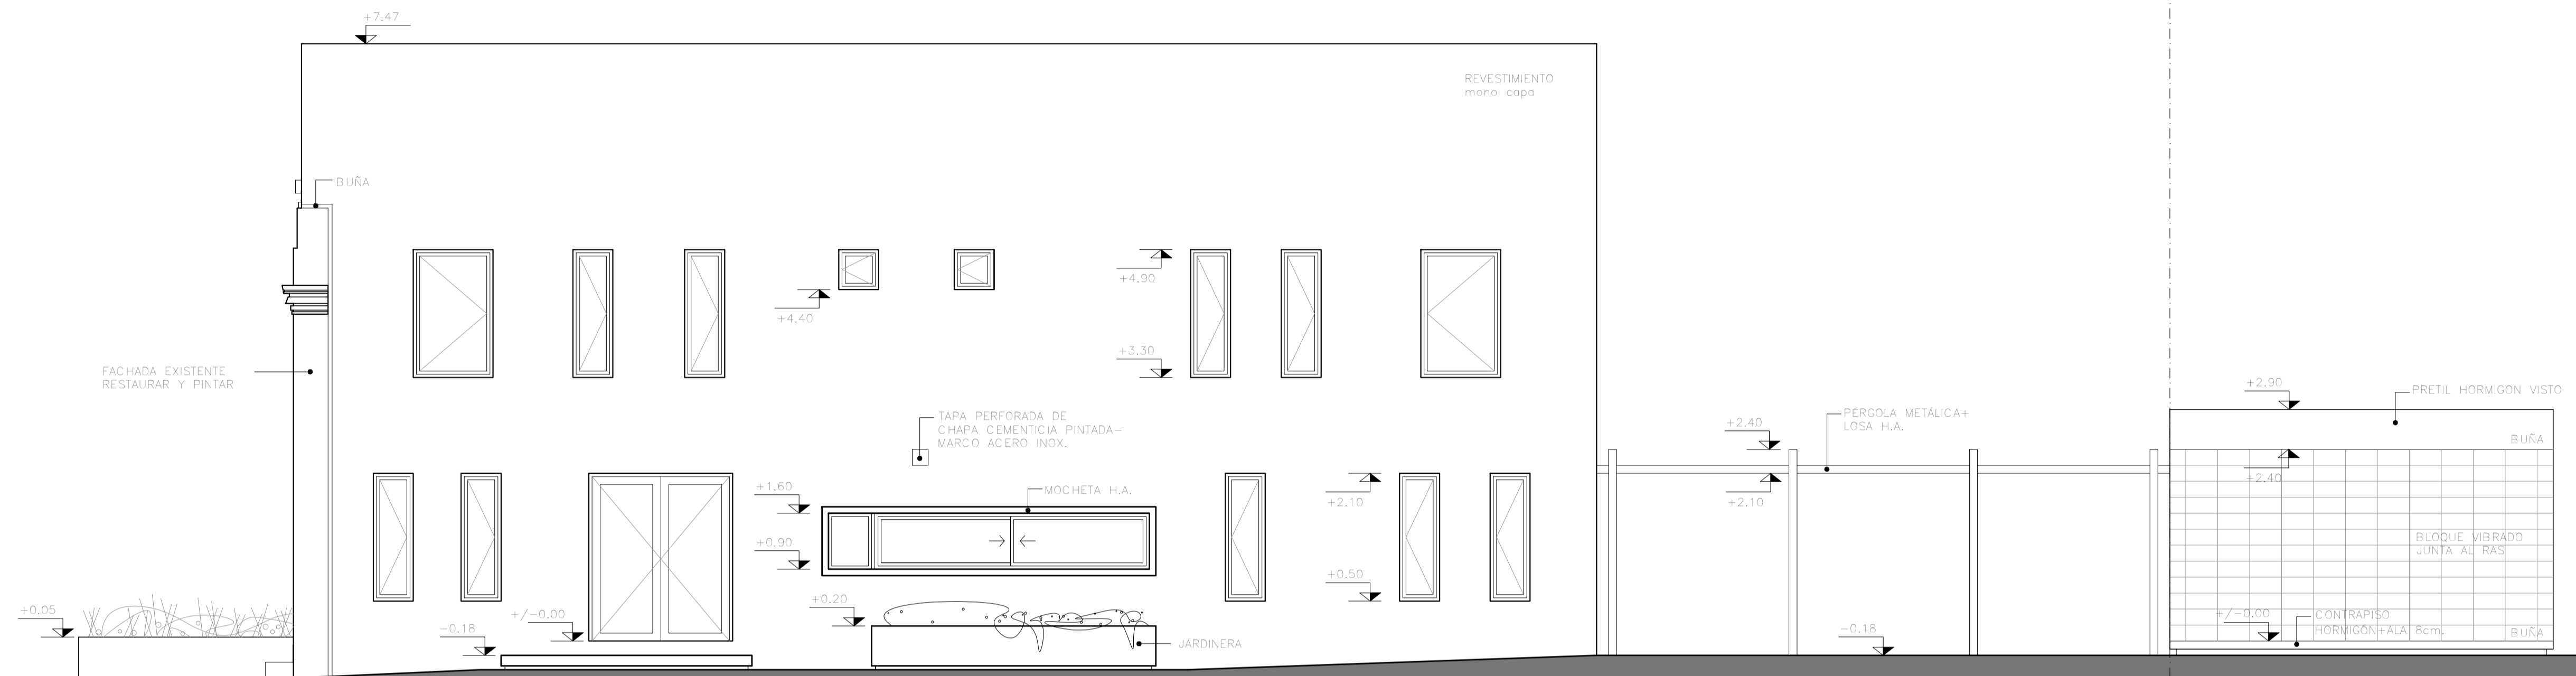 +7.47
REVESTIMIENTO
mono capa
BUÑA
+4.90
+4.40
+3.30
FACHADA EXISTENTE
RESTAURAR Y PINTAR
+2.90
PRETIL HORMIGON VISTO
TAPA PERFORADA DE
CHAPA CEMENTICIA PINTADA-
MARCO ACERO INOX.
PÉRGOLA METÁLICA+
LOSA H.A.
+2.40
BUÑA
+2.40
+1.60
MOCHETA H.A.
+2.10
+2.10
+0.90
BLOQUE VIBRADO
JUNTA AL RAS
+0.50
+0.05
+/-0.00
+0.20
+/-0.00
CONTRAPISO
HORMIGON+ALA 8cm.
BUÑA
-0.18
-0.18
JARDINERA